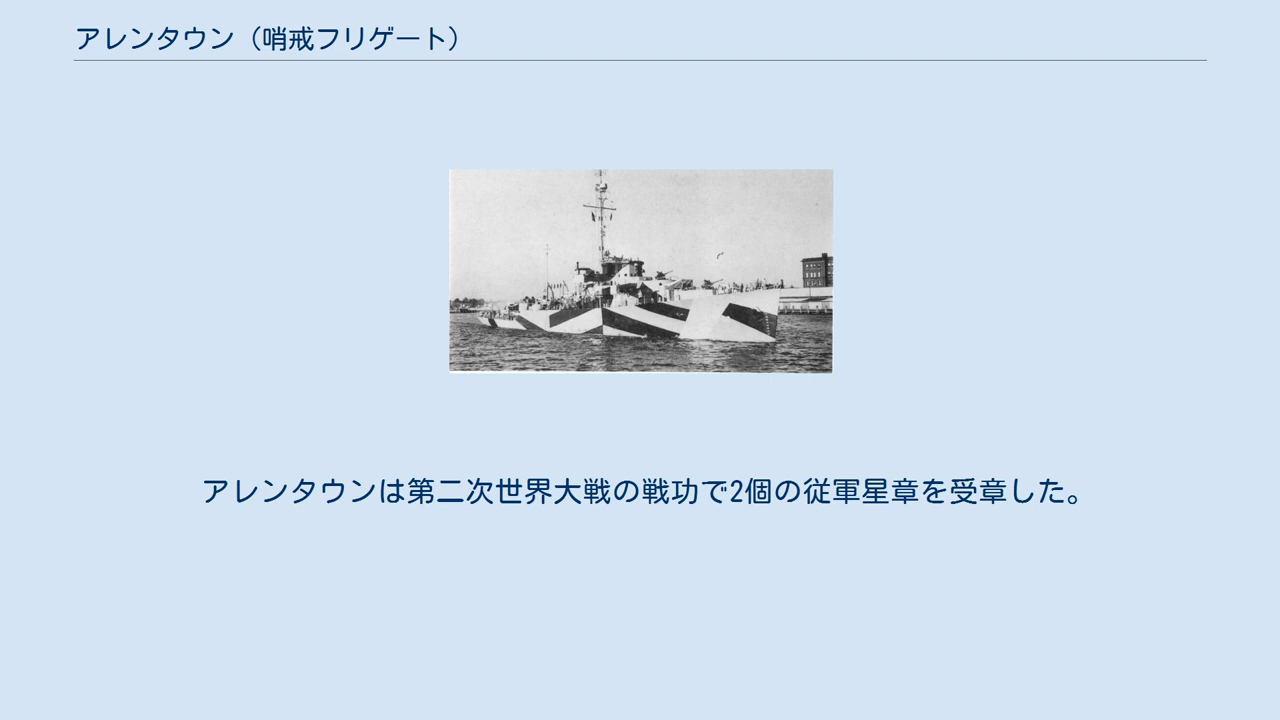 アレンタウン（哨戒フリゲート）
アレンタウンは第二次世界大戦の戦功で2個の従軍星章を受章した。